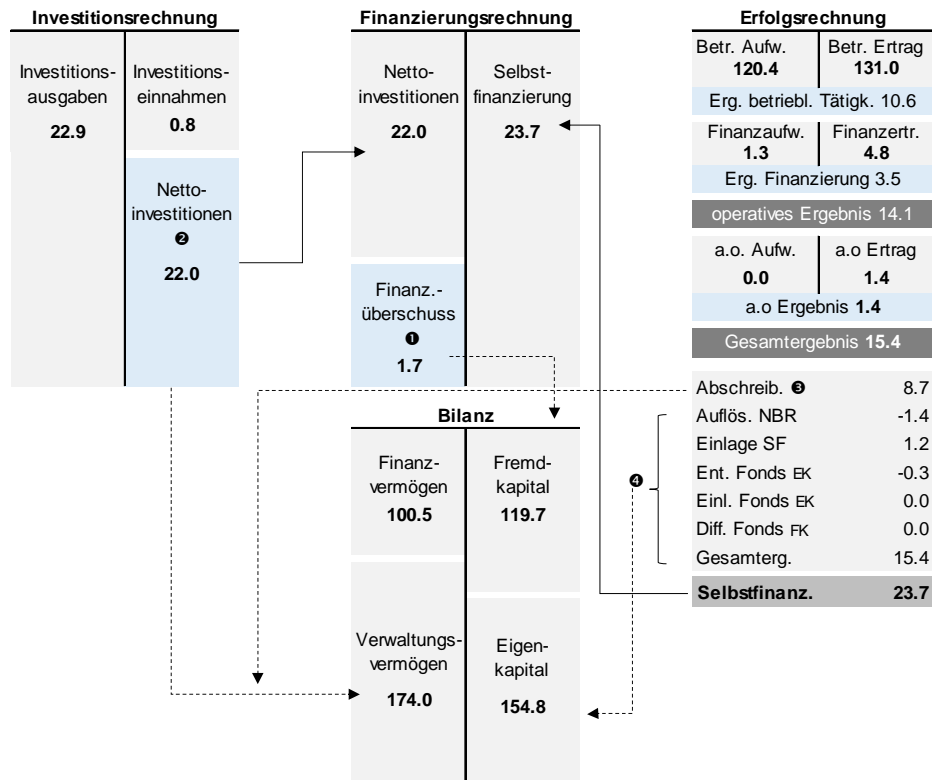 Investitionsrechnung
Investitions-
ausgaben
22.9
Investitions-
einnahmen
0.8
Netto-
investitionen
❷
22.0
Finanzierungsrechnung
Netto-
investitionen
22.0
Selbst-
finanzierung
23.7
Finanz.-
überschuss
❶
1.7
Bilanz
Finanz-
vermögen
100.5
Fremd-
kapital
119.7
Verwaltungs-
vermögen
174.0
Eigen-
kapital
154.8
Erfolgsrechnung
Betr. Aufw.
120.4
Betr. Ertrag
131.0
Erg. betriebl. Tätigk. 10.6
Finanzaufw.
1.3
Finanzertr.
4.8
Erg. Finanzierung 3.5
operatives Ergebnis 14.1
a.o. Aufw.
0.0
a.o Ertrag
1.4
a.o Ergebnis 1.4
Gesamtergebnis 15.4
Abschreib. ❸ 8.7
Auflös. NBR -1.4
Einlage SF 1.2
Ent. Fonds EK -0.3
Einl. Fonds EK 0.0
Diff. Fonds FK 0.0
Gesamterg. 15.4
❹
Selbstfinanz. 23.7